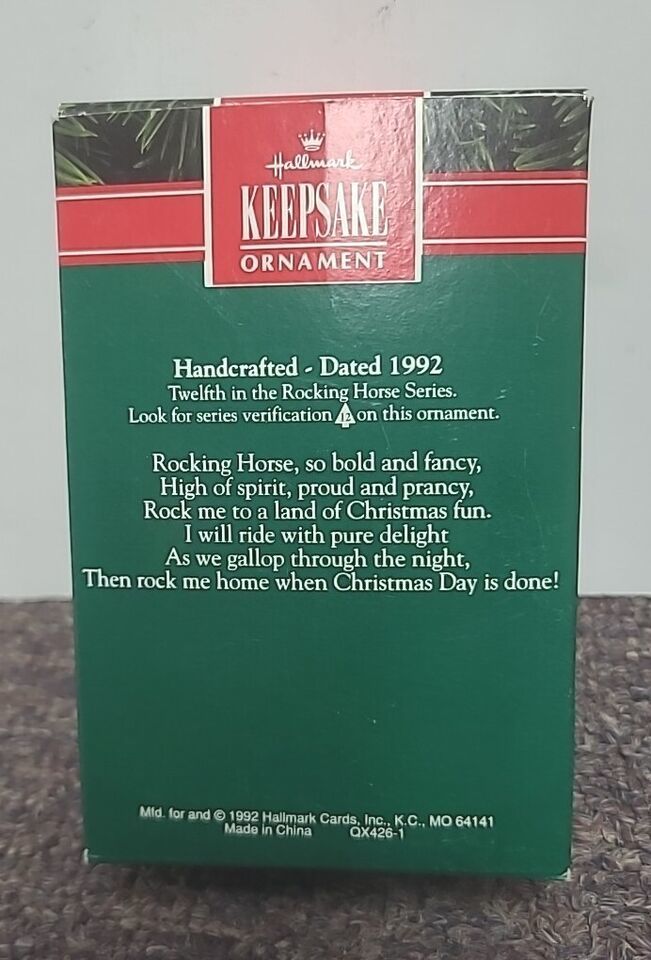 Hallmark
KEEPSAKE
ORNAMENT
Handcrafted - Dated 1992
Twelfth in the Rocking Horse Series.
Look for series verification 12 on this ornament.
Rocking Horse, so bold and fancy,
High of spirit, proud and prancy,
Rock me to a land of Christmas fun.
I will ride with pure delight
As we gallop through the night,
Then rock me home when Christmas Day is done!
Mfd. for and © 1992 Hallmark Cards, Inc., K.C., MO 64141
Made in China QX426-1